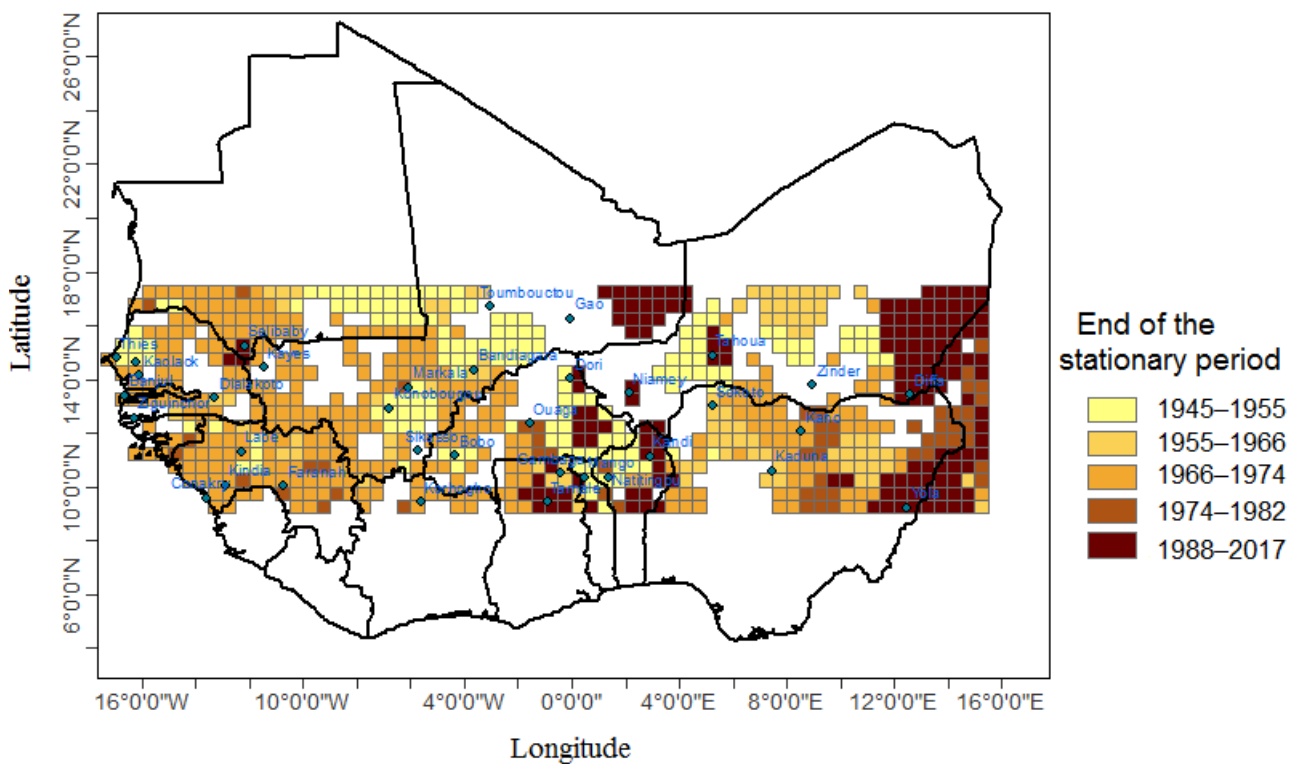 26°0'0"N
22°0'0"N
18°0'0"N
14°0'0"N
10°0'0"N
6°0'0"N
Latitude
Toumbouctou
Gao
Selibaby
Thies
Kayes
Kaolack
Bandiagara
Tahoua
Dori
Banjul
Dialakoto
Markala
Niamey
Zinder
Diffa
Konobougou
Sokoto
Ziguinchor
Ouaga
Kano
Labe
Sikasso
Bobo
Kandi
Kindia
Faranah
Mango
Kaduna
Natitingou
Conakry
Korhogho
Tamale
Yola
16°0'0"W
10°0'0"W
4°0'0"W
0°0'0"
4°0'0"E
8°0'0"E
12°0'0"E
16°0'0"E
Longitude
End of the
stationary period
1945–1955
1955–1966
1966–1974
1974–1982
1988–2017